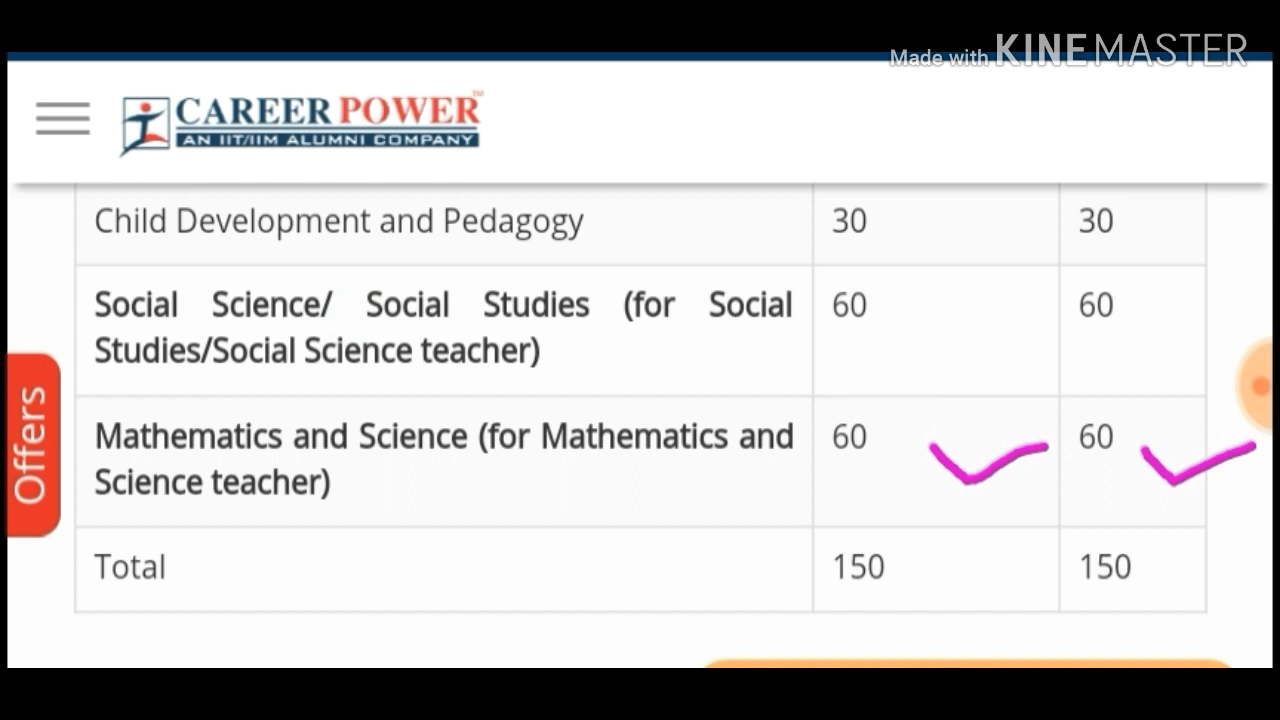 Made with KINEMASTER
CAREER POWER™
AN IIT/IIM ALUMNI COMPANY
Child Development and Pedagogy 30 30
Social Science/ Social Studies (for Social 60 60
Studies/Social Science teacher)
Offers
Mathematics and Science (for Mathematics and 60 60
Science teacher)
Total 150 150